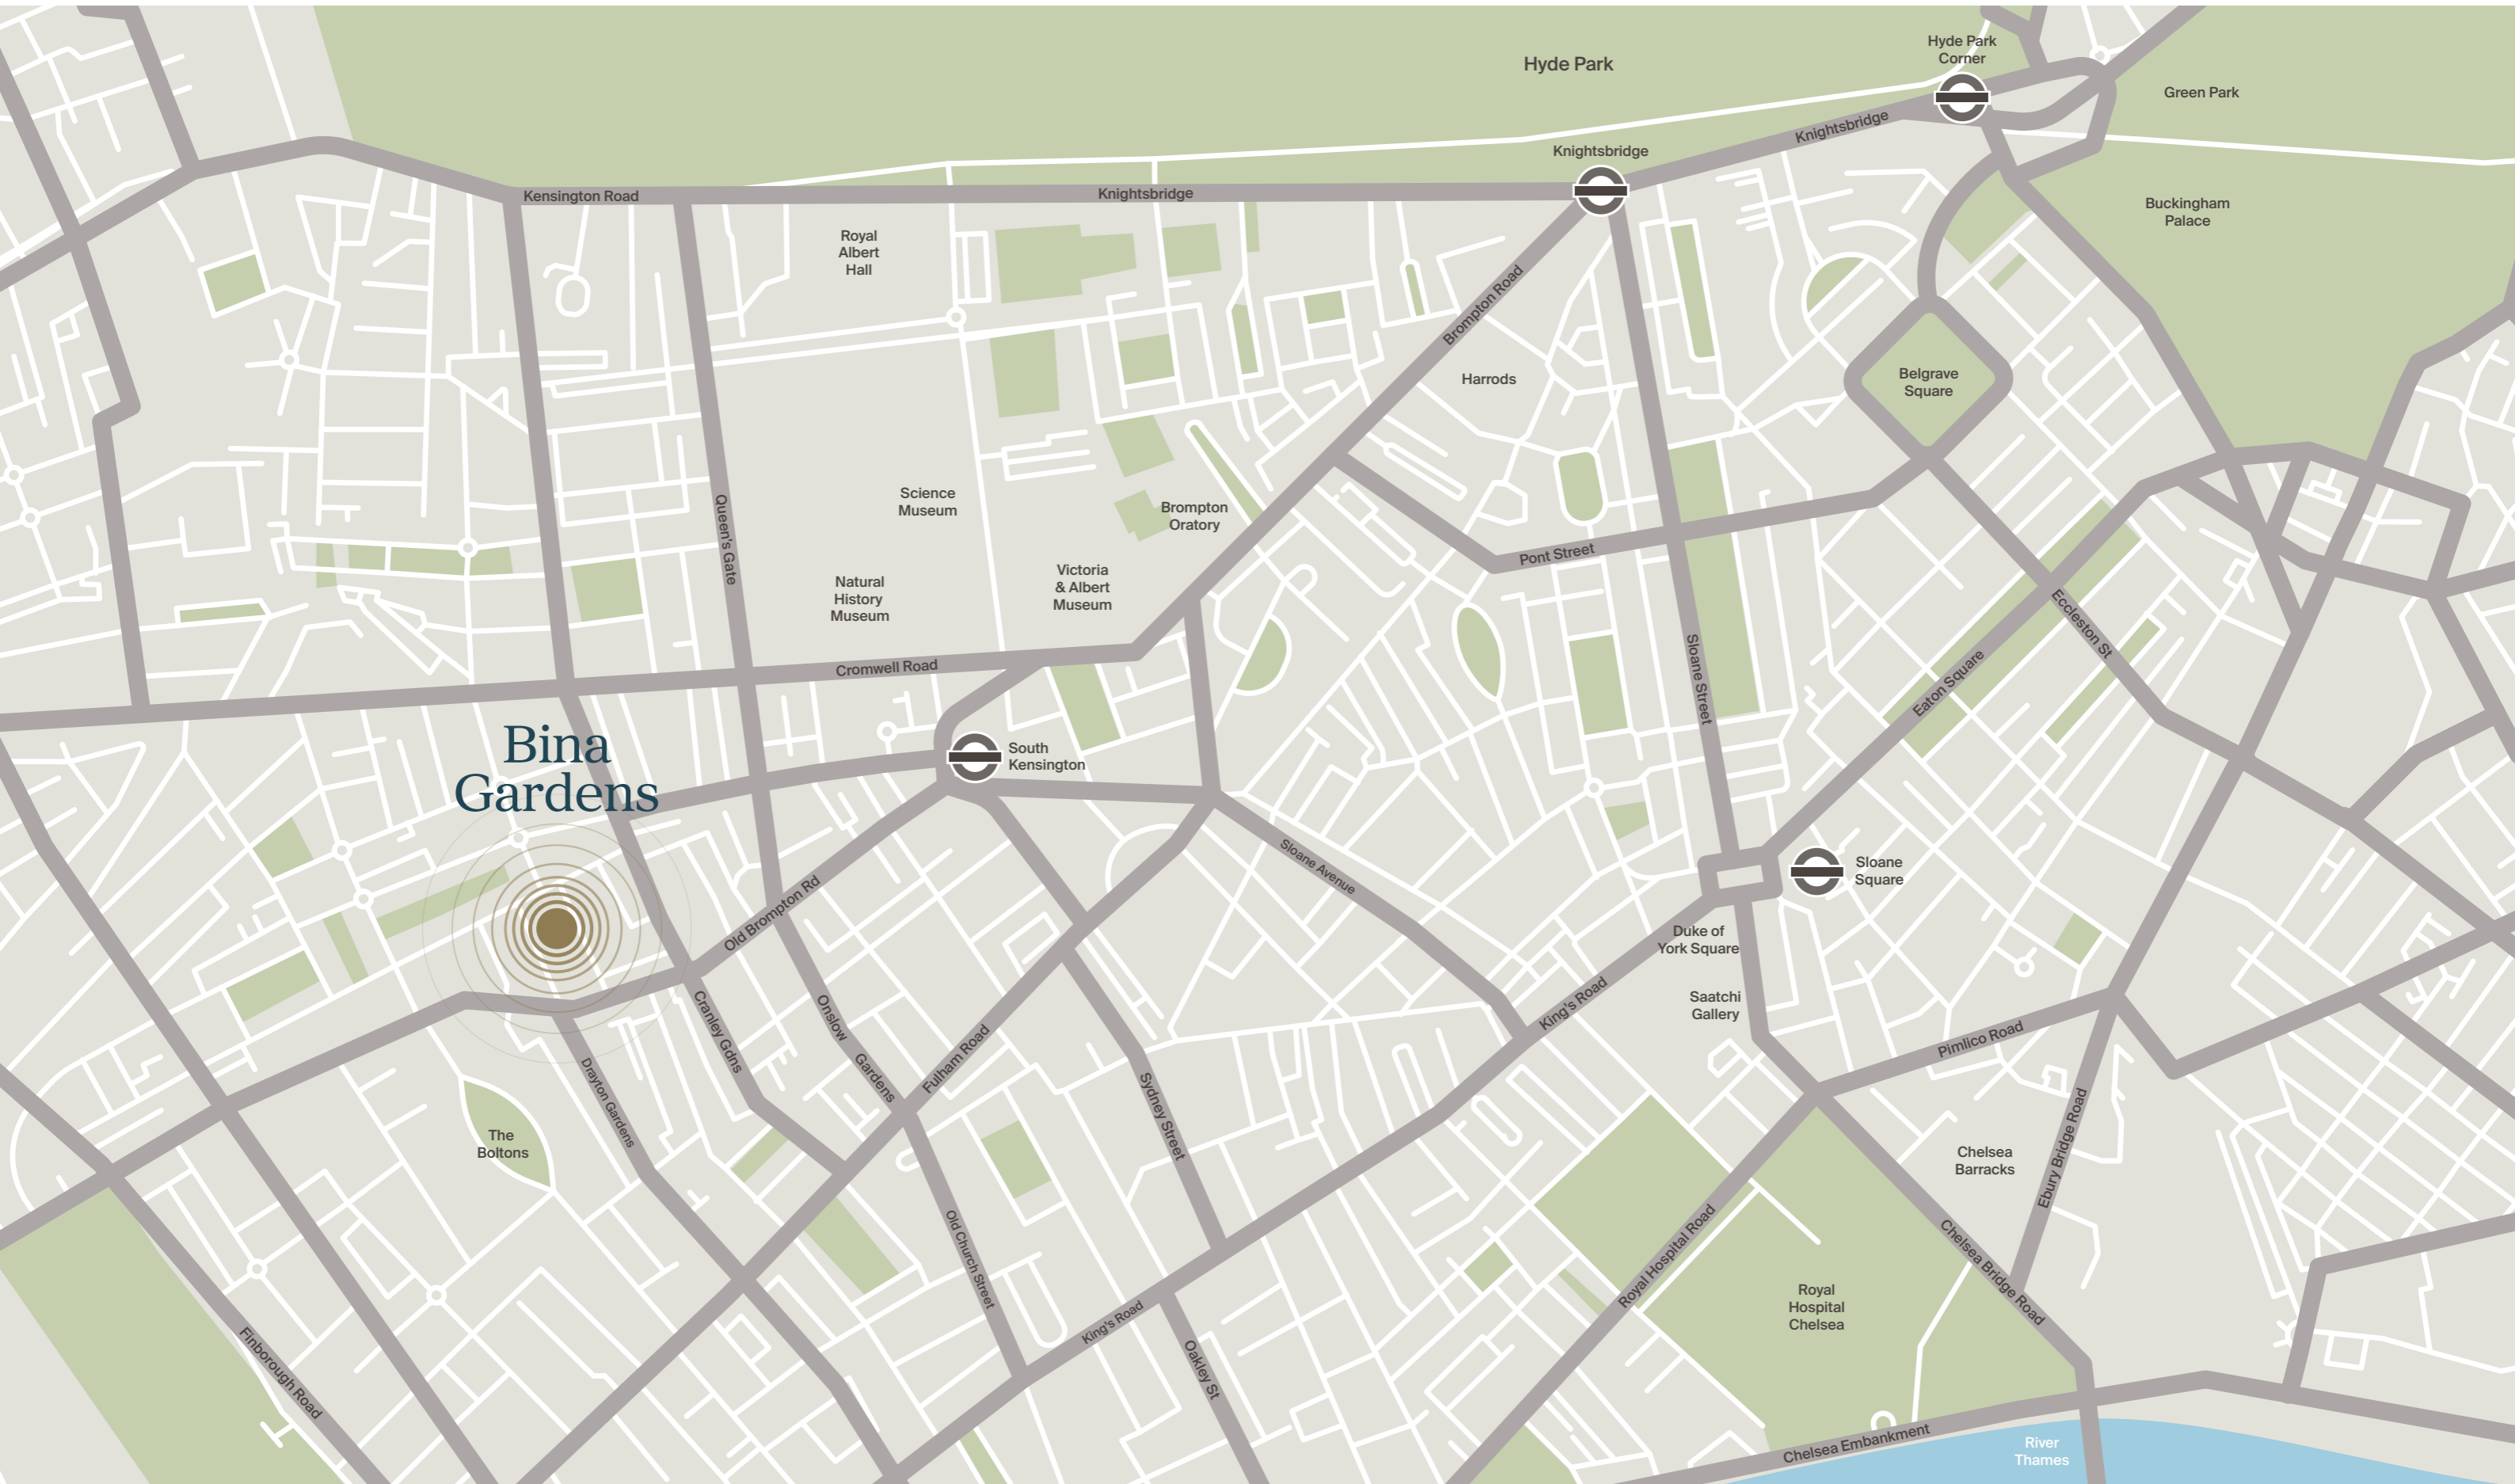 Hyde Park
Corner
Hyde Park
Green Park
Knightsbridge
Knightsbridge
Kensington Road
Knightsbridge
Buckingham
Palace
Royal
Albert
Hall
Brompton Road
Harrods
Belgrave
Square
Queen's Gate
Science
Museum
Brompton
Oratory
Pont Street
Natural
History
Museum
Victoria
& Albert
Museum
Eccleston St
Cromwell Road
Sloane Street
Eaton Square
Bina
Gardens
South
Kensington
Sloane Avenue
Sloane
Square
Old Brompton Rd
Duke of
York Square
King's Road
Saatchi
Gallery
Cranley Gdns
Onslow
Gardens
Fulham Road
Pimlico Road
Drayton Gardens
Sydney Street
The
Boltons
Chelsea
Barracks
Ebury Bridge Road
Old Church Street
Royal Hospital Road
Chelsea Bridge Road
Royal
Hospital
Chelsea
King's Road
Finborough Road
Oakley St
Chelsea Embankment
River
Thames